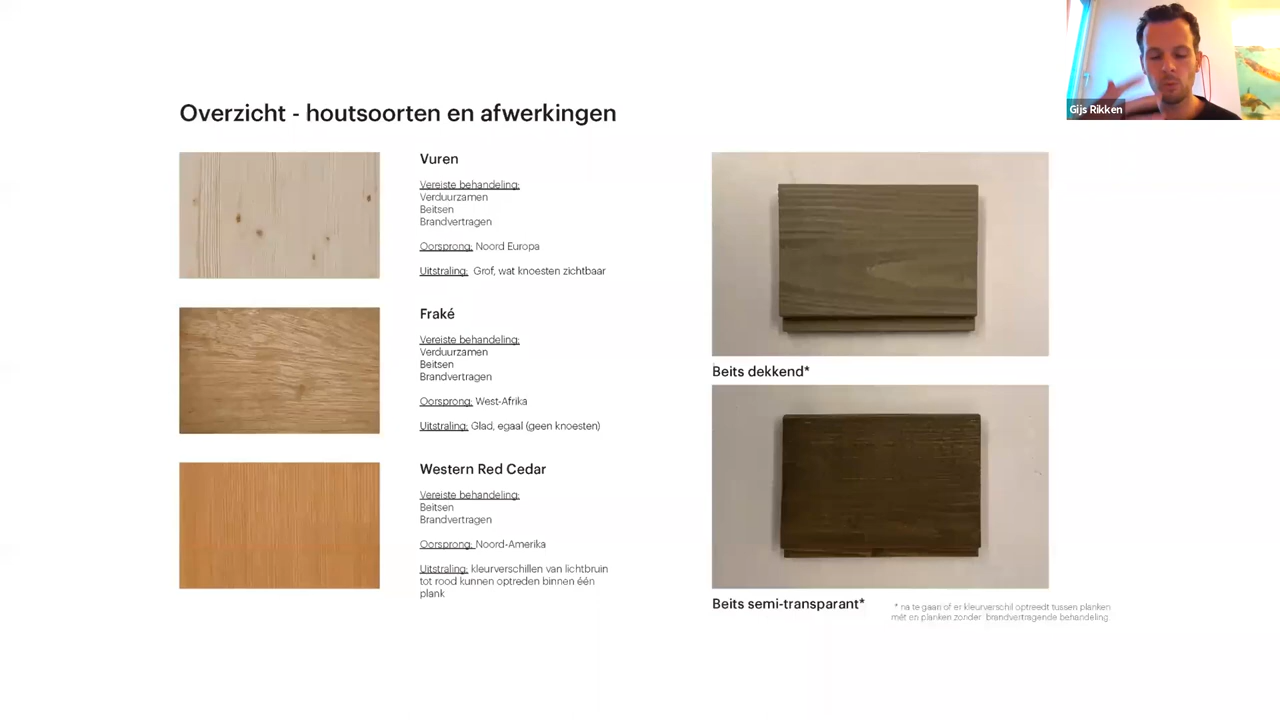 Gijs Rikken
Overzicht - houtsoorten en afwerkingen
Vuren
Vereiste behandeling:
Verduurzamen
Beitsen
Brandvertragen
Oorsprong: Noord Europa
Uitstraling: Grof, wat knoesten zichtbaar
Fraké
Vereiste behandeling:
Verduurzamen
Beitsen
Brandvertragen
Oorsprong: West-Afrika
Uitstraling: Glad, egaal (geen knoesten)
Western Red Cedar
Vereiste behandeling:
Beitsen
Brandvertragen
Oorsprong: Noord-Amerika
Uitstraling: kleurverschillen van lichtbruin
tot rood kunnen optreden binnen één
plank
Beits dekkend*
Beits semi-transparant*
* na te gaan of er kleurverschil optreedt tussen planken
mét en planken zonder brandvertragende behandeling.